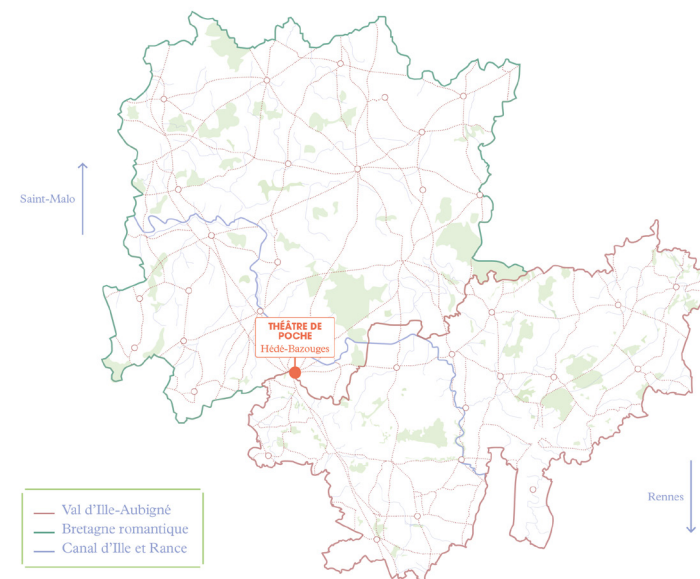 Saint-Malo
THÉÂTRE DE
POCHE
Hédé-Bazouges
Rennes
Val d'Ille-Aubigné
Bretagne romantique
Canal d'Ille et Rance